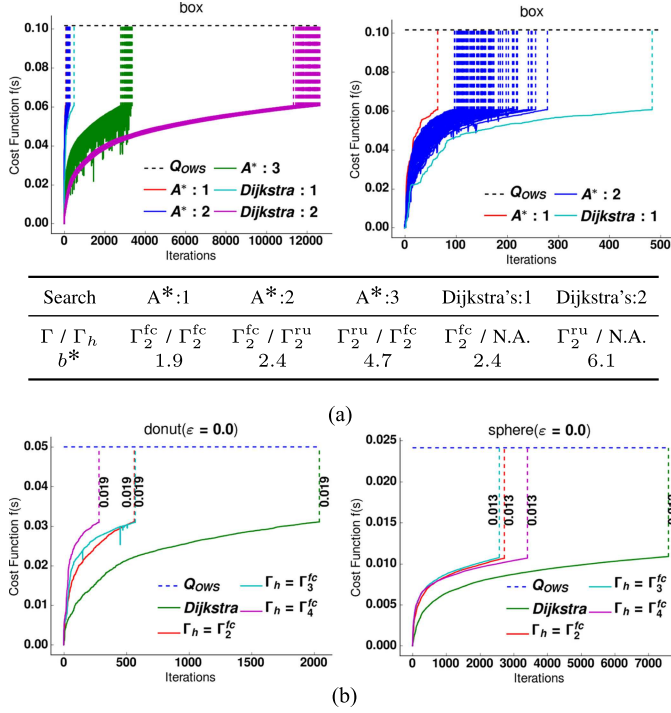 box
Cost Function f(s)
0.10
0.08
0.06
0.04
0.02
0.00
Q_OWS
A* : 1
A* : 2
A* : 3
Dijkstra : 1
Dijkstra : 2
0 2000 4000 6000 8000 10000 12000
Iterations
box
Cost Function f(s)
0.10
0.08
0.06
0.04
0.02
0.00
Q_OWS
A* : 1
A* : 2
Dijkstra : 1
0 100 200 300 400 500
Iterations
Search A*:1 A*:2 A*:3 Dijkstra's:1 Dijkstra's:2
Γ / Γ_h Γ_2^fc / Γ_2^fc Γ_2^fc / Γ_2^ru Γ_2^ru / Γ_2^fc Γ_2^fc / N.A. Γ_2^ru / N.A.
b* 1.9 2.4 4.7 2.4 6.1
(a)
donut(ε = 0.0)
Cost Function f(s)
0.05
0.04
0.03
0.02
0.01
0.00
0.019
0.019
0.019
0.019
Q_OWS
Dijkstra
Γ_h = Γ_2^fc
Γ_h = Γ_3^fc
Γ_h = Γ_4^fc
0 500 1000 1500 2000
Iterations
sphere(ε = 0.0)
Cost Function f(s)
0.025
0.020
0.015
0.010
0.005
0.000
0.013
0.013
0.013
Q_OWS
Dijkstra
Γ_h = Γ_2^fc
Γ_h = Γ_3^fc
Γ_h = Γ_4^fc
0 1000 2000 3000 4000 5000 6000 7000
Iterations
(b)